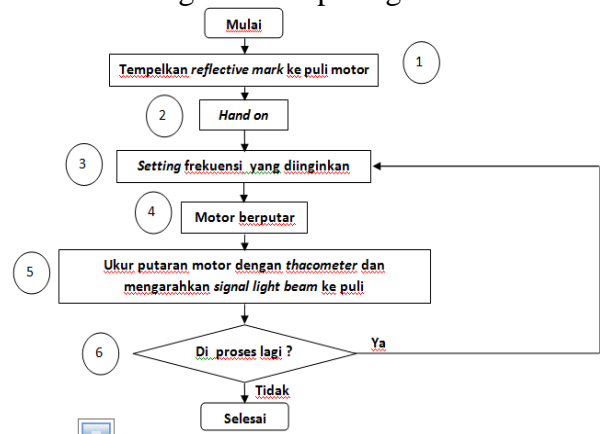 Mulai
Tempelkan reflective mark ke puli motor
1
2
Hand on
3
Setting frekuensi yang diinginkan
4
Motor berputar
5
Ukur putaran motor dengan thacometer dan
mengarahkan signal light beam ke puli
6
Di proses lagi ?
Ya
Tidak
Selesai